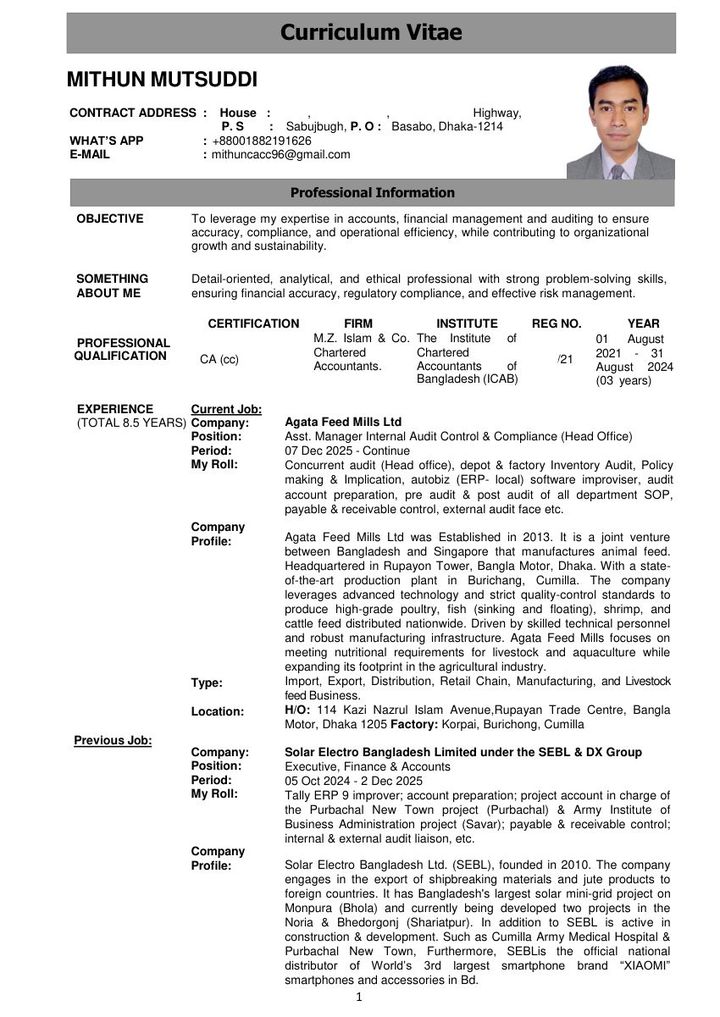 Curriculum Vitae
MITHUN MUTSUDDI
CONTRACT ADDRESS : House : , , Highway,
P. S : Sabujbugh, P. O : Basabo, Dhaka-1214
WHAT'S APP : +88001882191626
E-MAIL : mithuncacc96@gmail.com
Professional Information
OBJECTIVE To leverage my expertise in accounts, financial management and auditing to ensure
accuracy, compliance, and operational efficiency, while contributing to organizational
growth and sustainability.
SOMETHING Detail-oriented, analytical, and ethical professional with strong problem-solving skills,
ABOUT ME ensuring financial accuracy, regulatory compliance, and effective risk management.
CERTIFICATION FIRM INSTITUTE REG NO. YEAR
PROFESSIONAL QUALIFICATION
CA (cc)
M.Z. Islam & Co.
Chartered
Accountants.
The Institute of
Chartered
Accountants of
Bangladesh (ICAB)
/21
01 August
2021 - 31
August 2024
(03 years)
EXPERIENCE Current Job:
(TOTAL 8.5 YEARS) Company: Agata Feed Mills Ltd
Position: Asst. Manager Internal Audit Control & Compliance (Head Office)
Period: 07 Dec 2025 - Continue
My Roll: Concurrent audit (Head office), depot & factory Inventory Audit, Policy
making & Implication, autobiz (ERP- local) software improviser, audit
account preparation, pre audit & post audit of all department SOP,
payable & receivable control, external audit face etc.
Company
Profile: Agata Feed Mills Ltd was Established in 2013. It is a joint venture
between Bangladesh and Singapore that manufactures animal feed.
Headquartered in Rupayon Tower, Bangla Motor, Dhaka. With a state-
of-the-art production plant in Burichang, Cumilla. The company
leverages advanced technology and strict quality-control standards to
produce high-grade poultry, fish (sinking and floating), shrimp, and
cattle feed distributed nationwide. Driven by skilled technical personnel
and robust manufacturing infrastructure. Agata Feed Mills focuses on
meeting nutritional requirements for livestock and aquaculture while
expanding its footprint in the agricultural industry.
Type: Import, Export, Distribution, Retail Chain, Manufacturing, and Livestock
feed Business.
Location: H/O: 114 Kazi Nazrul Islam Avenue,Rupayan Trade Centre, Bangla
Motor, Dhaka 1205 Factory: Korpai, Burichong, Cumilla
Previous Job:
Company: Solar Electro Bangladesh Limited under the SEBL & DX Group
Position: Executive, Finance & Accounts
Period: 05 Oct 2024 - 2 Dec 2025
My Roll: Tally ERP 9 improver; account preparation; project account in charge of
the Purbachal New Town project (Purbachal) & Army Institute of
Business Administration project (Savar); payable & receivable control;
internal & external audit liaison, etc.
Company
Profile: Solar Electro Bangladesh Ltd. (SEBL), founded in 2010. The company
engages in the export of shipbreaking materials and jute products to
foreign countries. It has Bangladesh's largest solar mini-grid project on
Monpura (Bhola) and currently being developed two projects in the
Noria & Bhedorgonj (Shariatpur). In addition to SEBL is active in
construction & development. Such as Cumilla Army Medical Hospital &
Purbachal New Town, Furthermore, SEBLis the official national
distributor of World's 3rd largest smartphone brand “XIAOMI”
smartphones and accessories in Bd.
1